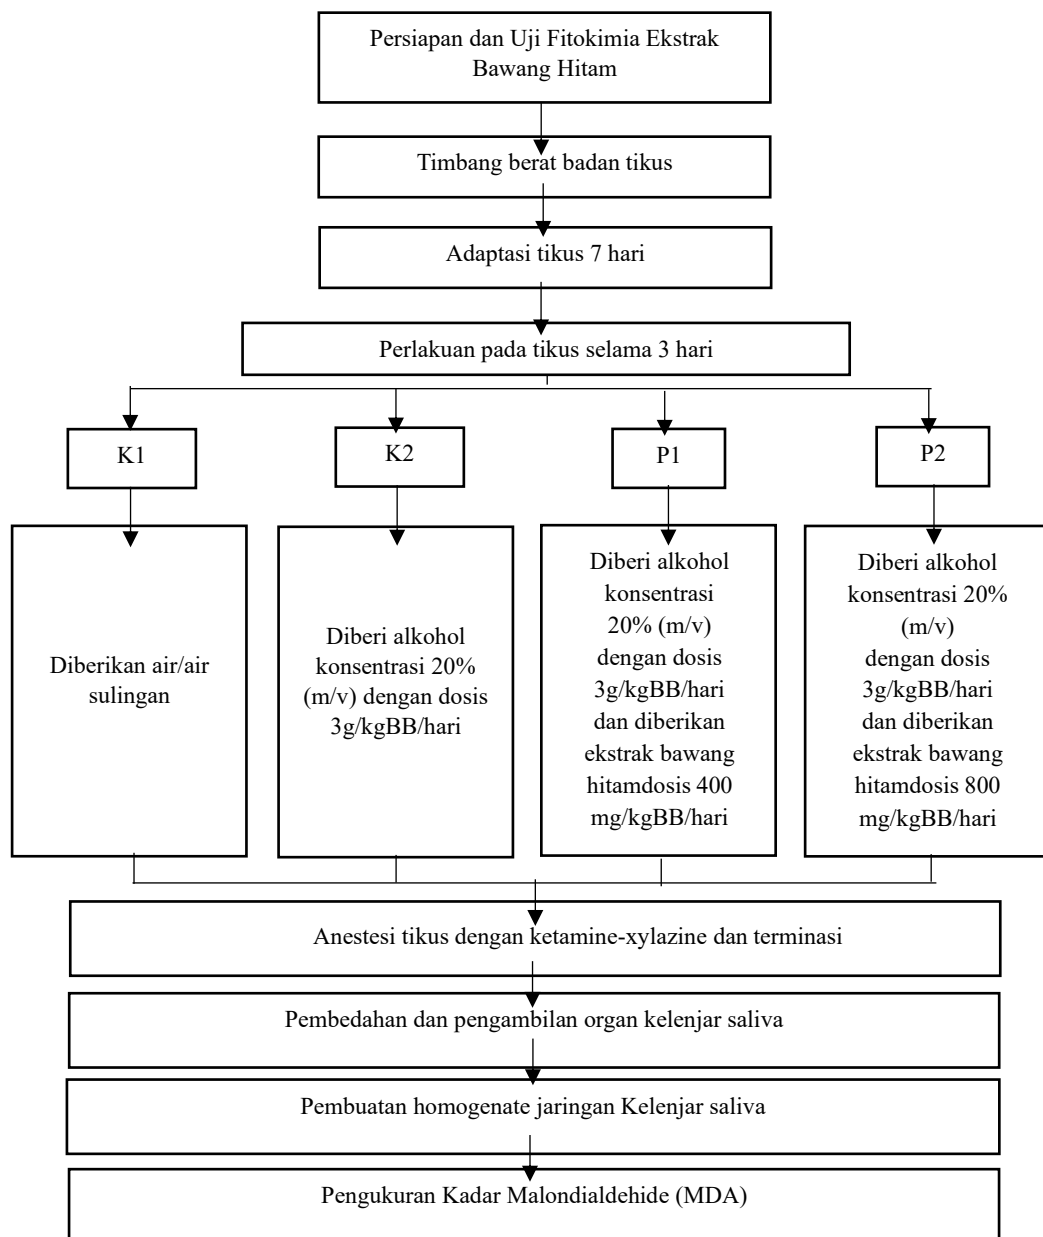 Persiapan dan Uji Fitokimia Ekstrak
Bawang Hitam
Timbang berat badan tikus
Adaptasi tikus 7 hari
Perlakuan pada tikus selama 3 hari
K1
K2
P1
P2
Diberikan air/air
sulingan
Diberi alkohol
konsentrasi 20%
(m/v) dengan dosis
3g/kgBB/hari
Diberi alkohol
konsentrasi
20% (m/v)
dengan dosis
3g/kgBB/hari
dan diberikan
ekstrak bawang
hitamdosis 400
mg/kgBB/hari
Diberi alkohol
konsentrasi 20%
(m/v)
dengan dosis
3g/kgBB/hari
dan diberikan
ekstrak bawang
hitamdosis 800
mg/kgBB/hari
Anestesi tikus dengan ketamine-xylazine dan terminasi
Pembedahan dan pengambilan organ kelenjar saliva
Pembuatan homogenate jaringan Kelenjar saliva
Pengukuran Kadar Malondialdehide (MDA)